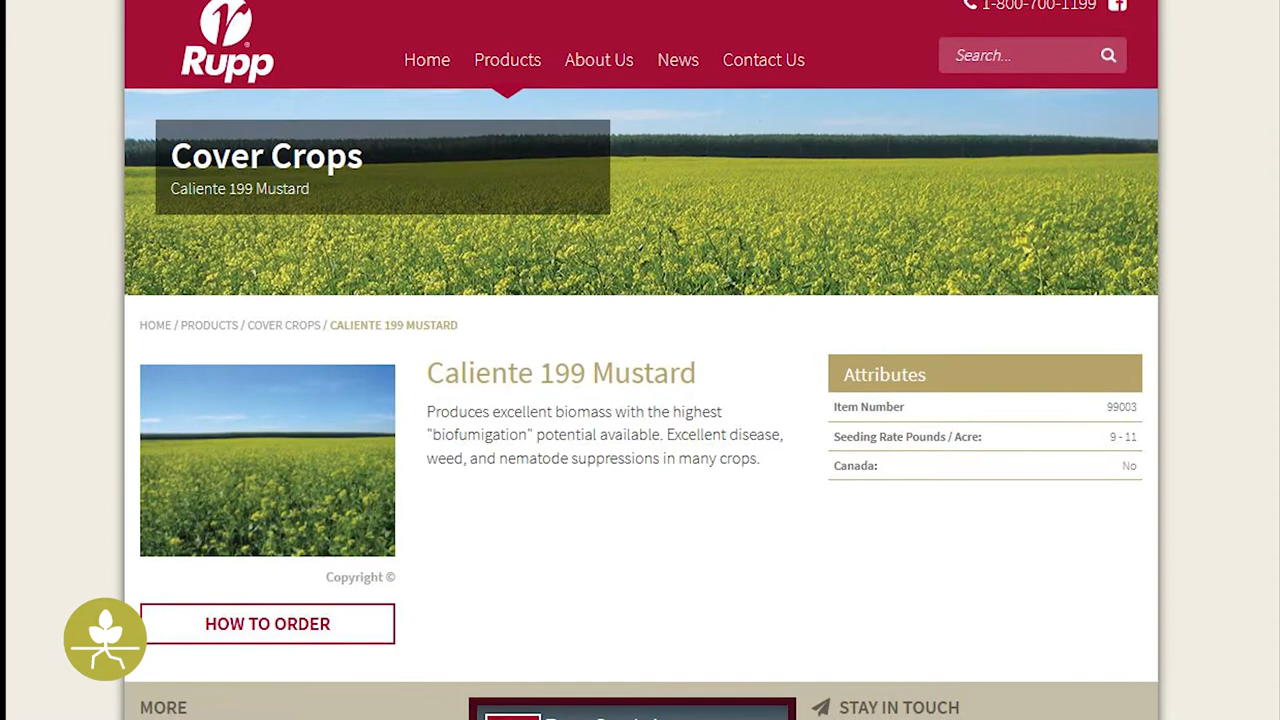 1-800-700-1199
Rupp
Home Products About Us News Contact Us
Search...
Cover Crops
Caliente 199 Mustard
HOME / PRODUCTS / COVER CROPS / CALIENTE 199 MUSTARD
Caliente 199 Mustard
Produces excellent biomass with the highest
"biofumigation" potential available. Excellent disease,
weed, and nematode suppressions in many crops.
Attributes
Item Number 99003
Seeding Rate Pounds / Acre: 9 - 11
Canada: No
Copyright ©
HOW TO ORDER
MORE
STAY IN TOUCH